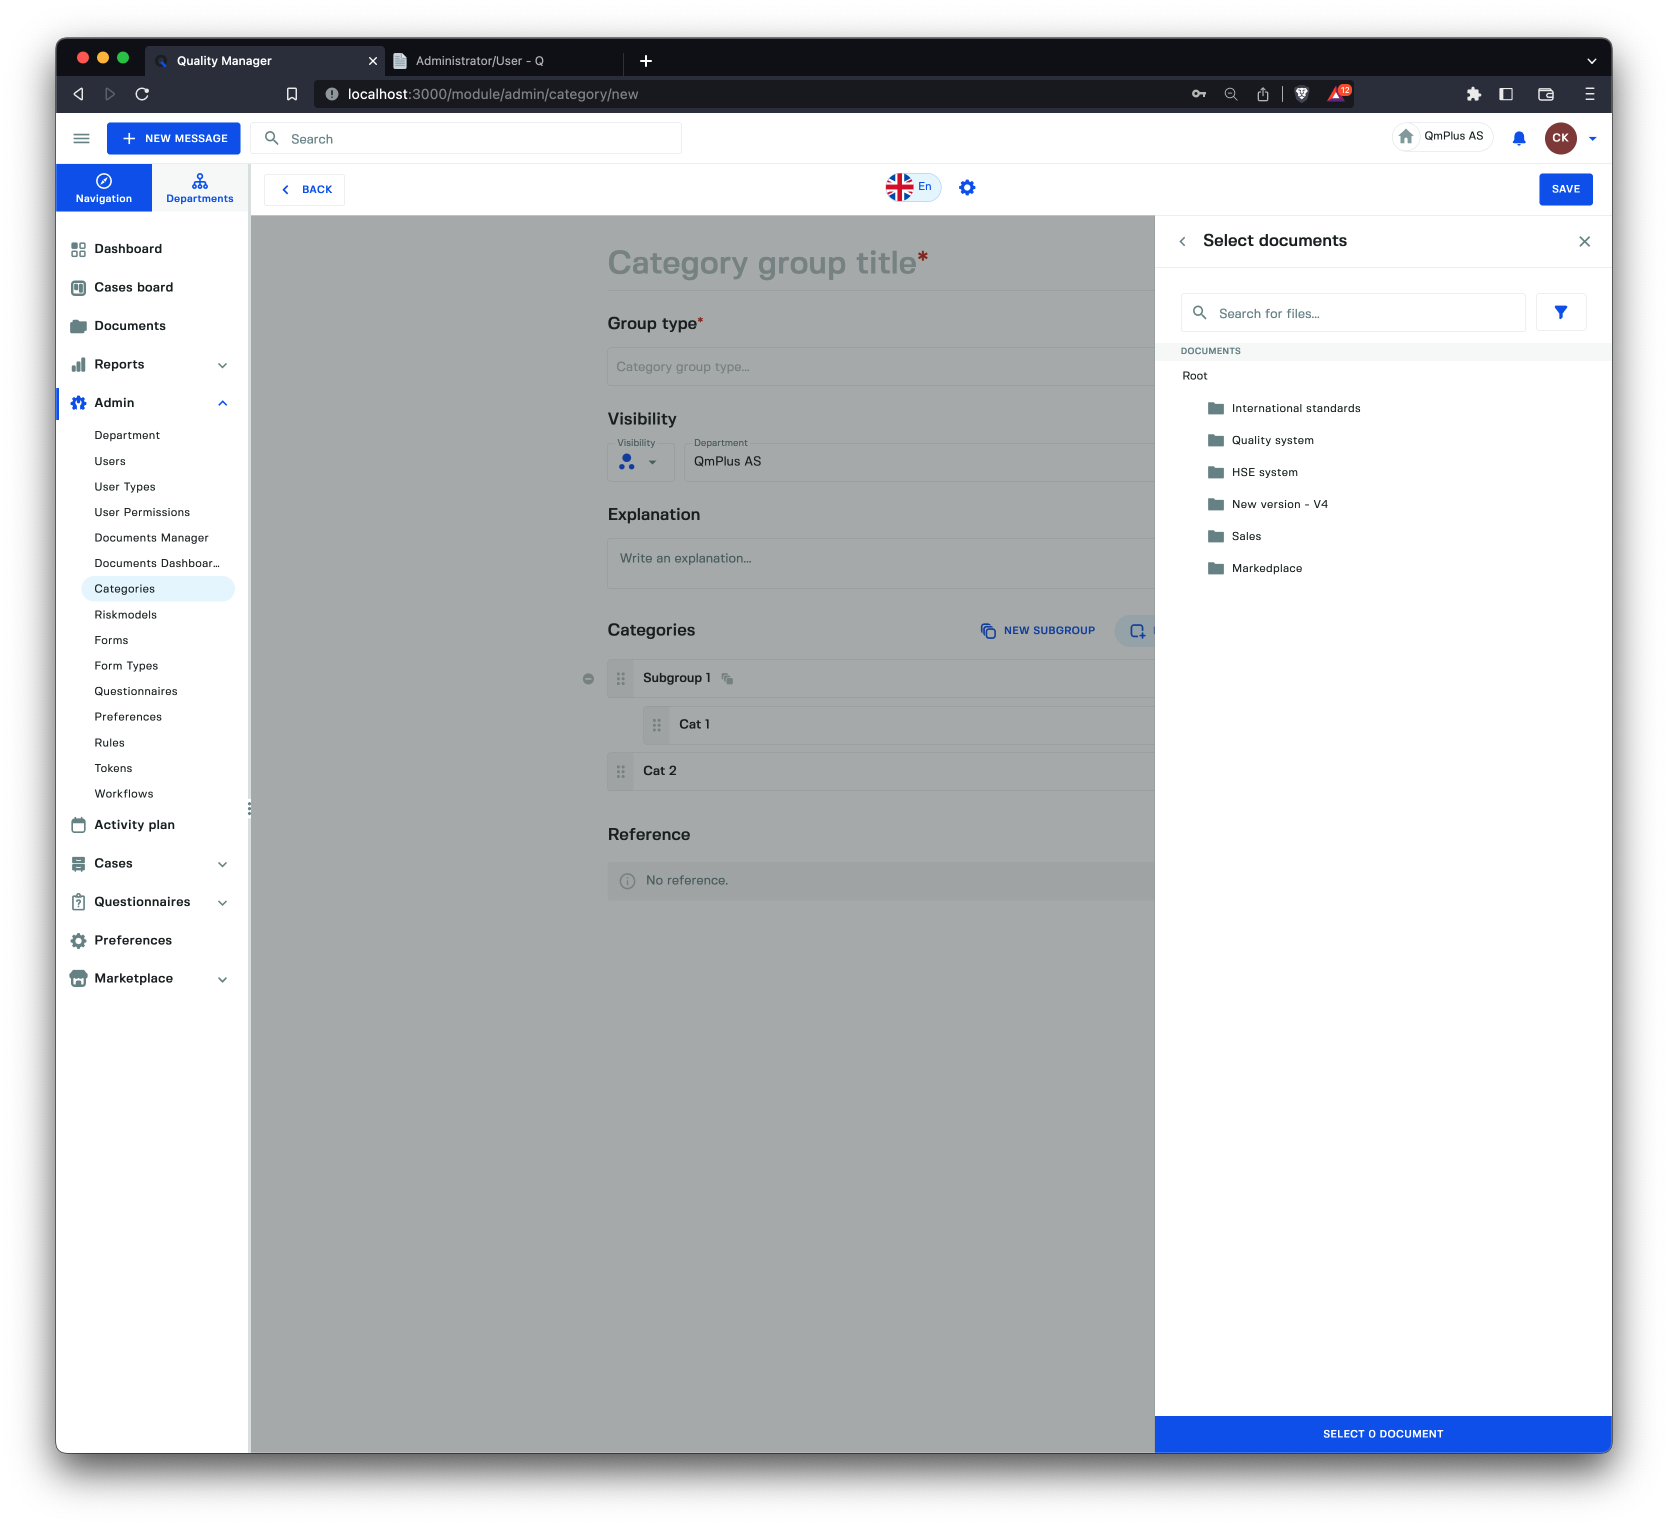 Quality Manager
Administrator/User - Q
localhost:3000/module/admin/category/new
12
NEW MESSAGE
Search
QmPlus AS
CK
Navigation
Departments
BACK
En
SAVE
Dashboard
Cases board
Documents
Reports
Admin
Department
Users
User Types
User Permissions
Documents Manager
Documents Dashboar...
Categories
Riskmodels
Forms
Form Types
Questionnaires
Preferences
Rules
Tokens
Workflows
Activity plan
Cases
Questionnaires
Preferences
Marketplace
Category group title*
Group type*
Category group type...
Visibility
Visibility
Department
QmPlus AS
Explanation
Write an explanation...
Categories
NEW SUBGROUP
Subgroup 1
Cat 1
Cat 2
Reference
No reference.
Select documents
Search for files...
DOCUMENTS
Root
International standards
Quality system
HSE system
New version - V4
Sales
Markedplace
SELECT 0 DOCUMENT